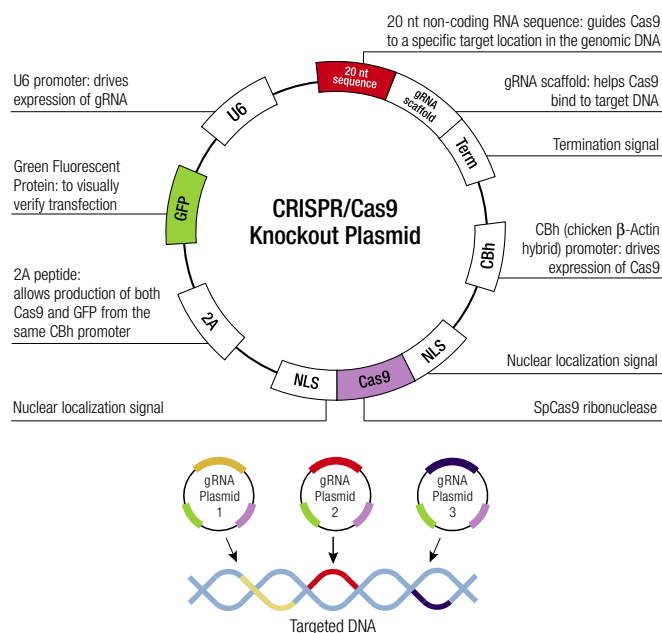 20 nt non-coding RNA sequence: guides Cas9
to a specific target location in the genomic DNA
U6 promoter: drives
expression of gRNA
gRNA scaffold: helps Cas9
bind to target DNA
Termination signal
Green Fluorescent
Protein: to visually
verify transfection
CBh (chicken β-Actin
hybrid) promoter: drives
expression of Cas9
2A peptide:
allows production of both
Cas9 and GFP from the
same CBh promoter
Nuclear localization signal
Nuclear localization signal
SpCas9 ribonuclease
CRISPR/Cas9
Knockout Plasmid
20 nt
sequence
gRNA
scaffold
Term
CBh
NLS
Cas9
NLS
2A
GFP
U6
gRNA
Plasmid
1
gRNA
Plasmid
2
gRNA
Plasmid
3
Targeted DNA